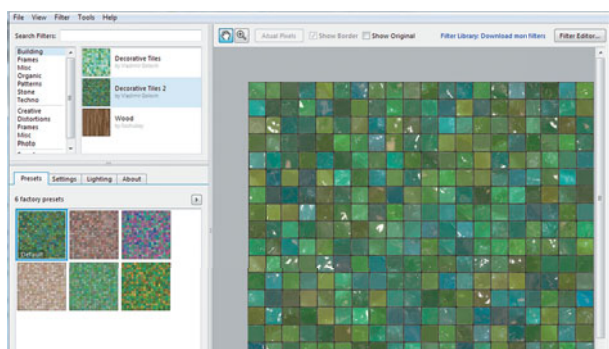 File View Filter Tools Help
Search Filters:
Building
Frames
Misc
Organic
Patterns
Stone
Techno
Creative
Distortions
Frames
Misc
Photo
Decorative Tiles
by Vladimir Golovin
Decorative Tiles 2
by Vladimir Golovin
Wood
Atual Pixels
Show Border
Show Original
Filter Library: Download mon filters
Filter Editor...
Presets Settings Lighting About
6 factory presets
Default